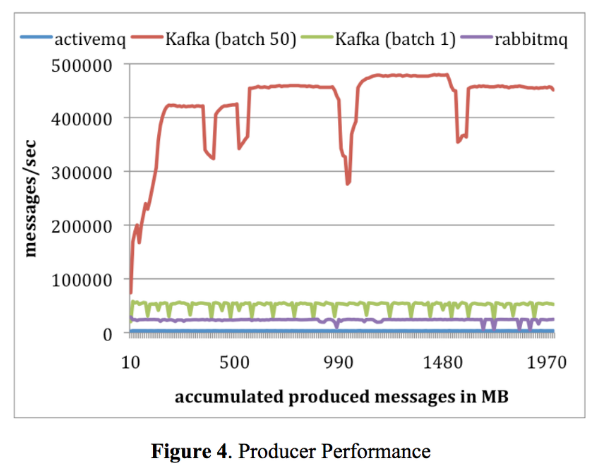 activemq Kafka (batch 50) Kafka (batch 1) rabbitmq
500000
400000
300000
200000
100000
0
messages/sec
10 500 990 1480 1970
accumulated produced messages in MB
Figure 4. Producer Performance